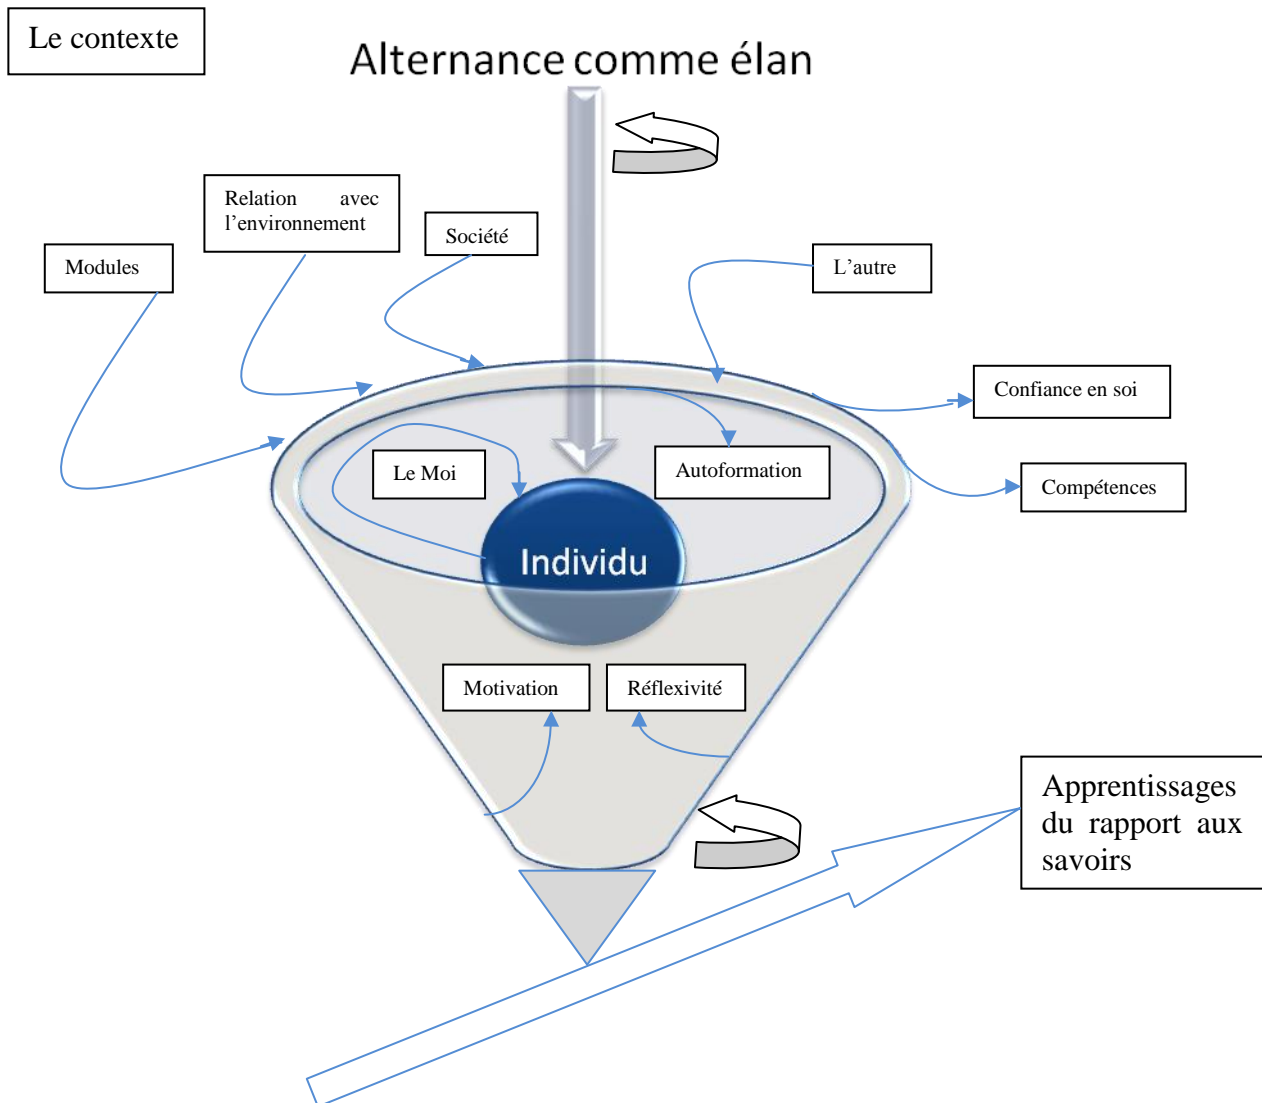 Le contexte
Alternance comme élan
Relation avec
l’environnement
Société
Modules
L’autre
Confiance en soi
Le Moi
Autoformation
Compétences
Individu
Motivation
Réflexivité
Apprentissages
du rapport aux
savoirs